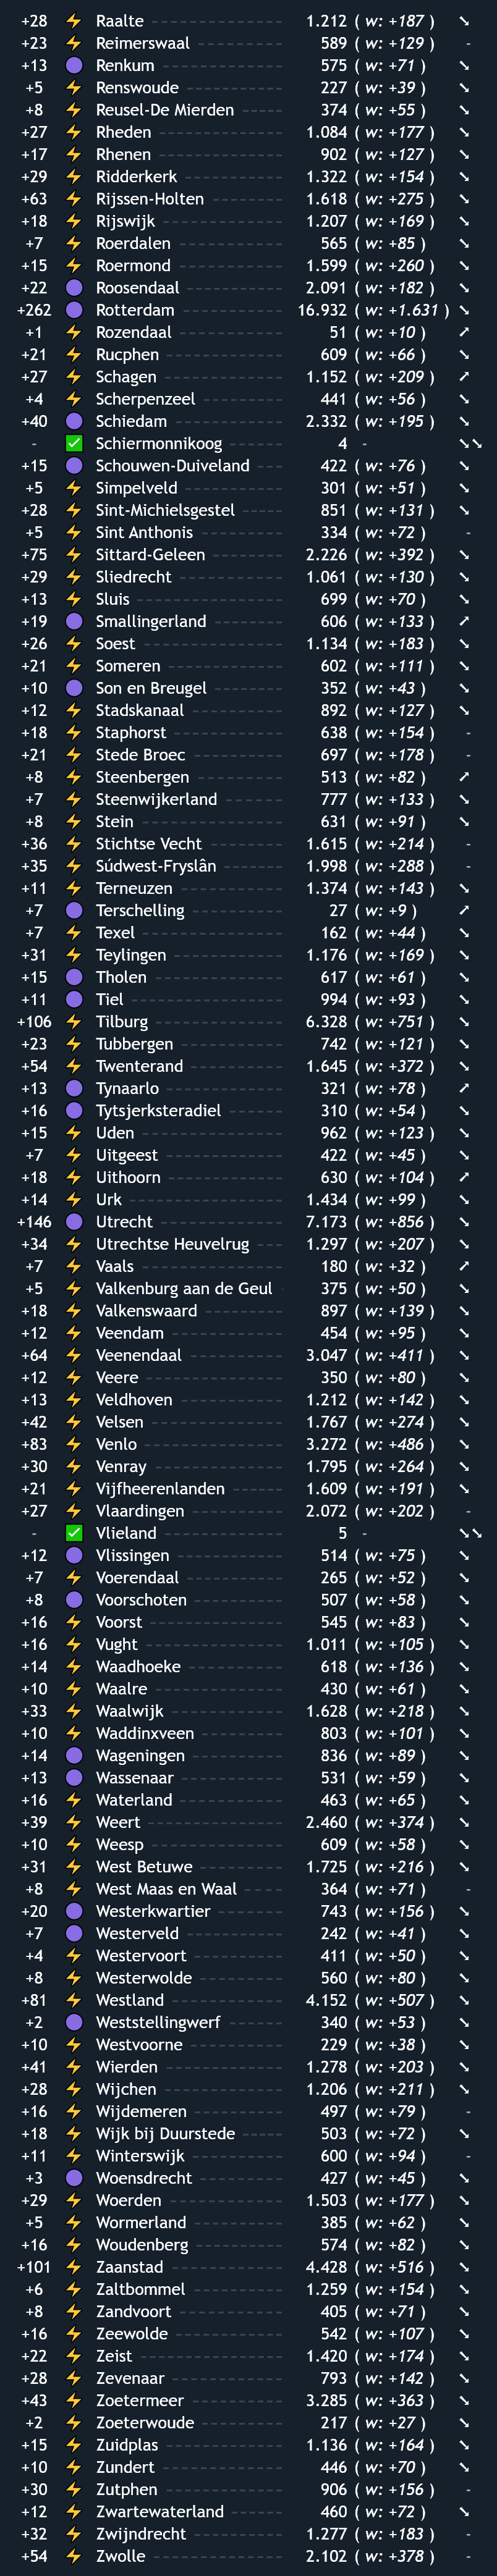 +28 ⚡ Raalte 1.212 ( w: +187 ) ↘
+23 ⚡ Reimerswaal 589 ( w: +129 ) -
+13 🟣 Renkum 575 ( w: +71 ) ↘
+5 ⚡ Renswoude 227 ( w: +39 ) ↘
+8 ⚡ Reusel-De Mierden 374 ( w: +55 ) ↘
+27 ⚡ Rheden 1.084 ( w: +177 ) ↘
+17 ⚡ Rhenen 902 ( w: +127 ) ↘
+29 ⚡ Ridderkerk 1.322 ( w: +154 ) ↘
+63 ⚡ Rijssen-Holten 1.618 ( w: +275 ) ↘
+18 ⚡ Rijswijk 1.207 ( w: +169 ) ↘
+7 ⚡ Roerdalen 565 ( w: +85 ) ↘
+15 ⚡ Roermond 1.599 ( w: +260 ) ↘
+22 🟣 Roosendaal 2.091 ( w: +182 ) ↘
+262 🟣 Rotterdam 16.932 ( w: +1.631 ) ↘
+1 ⚡ Rozendaal 51 ( w: +10 ) ↗
+21 ⚡ Rucphen 609 ( w: +66 ) ↘
+27 ⚡ Schagen 1.152 ( w: +209 ) ↗
+4 ⚡ Scherpenzeel 441 ( w: +56 ) ↘
+40 🟣 Schiedam 2.332 ( w: +195 ) ↘
- ✅ Schiermonnikoog 4 - ↘↘
+15 🟣 Schouwen-Duiveland 422 ( w: +76 ) ↘
+5 ⚡ Simpelveld 301 ( w: +51 ) ↘
+28 ⚡ Sint-Michielsgestel 851 ( w: +131 ) ↘
+5 ⚡ Sint Anthonis 334 ( w: +72 ) -
+75 ⚡ Sittard-Geleen 2.226 ( w: +392 ) ↘
+29 ⚡ Sliedrecht 1.061 ( w: +130 ) ↘
+13 ⚡ Sluis 699 ( w: +70 ) ↘
+19 🟣 Smallingerland 606 ( w: +133 ) ↗
+26 ⚡ Soest 1.134 ( w: +183 ) ↘
+21 ⚡ Someren 602 ( w: +111 ) ↘
+10 🟣 Son en Breugel 352 ( w: +43 ) ↘
+12 ⚡ Stadskanaal 892 ( w: +127 ) ↘
+18 ⚡ Staphorst 638 ( w: +154 ) -
+21 ⚡ Stede Broec 697 ( w: +178 ) -
+8 ⚡ Steenbergen 513 ( w: +82 ) ↗
+7 ⚡ Steenwijkerland 777 ( w: +133 ) ↘
+8 ⚡ Stein 631 ( w: +91 ) ↘
+36 ⚡ Stichtse Vecht 1.615 ( w: +214 ) -
+35 ⚡ Súdwest-Fryslân 1.998 ( w: +288 ) -
+11 ⚡ Terneuzen 1.374 ( w: +143 ) ↘
+7 🟣 Terschelling 27 ( w: +9 ) ↗
+7 ⚡ Texel 162 ( w: +44 ) ↘
+31 ⚡ Teylingen 1.176 ( w: +169 ) ↘
+15 🟣 Tholen 617 ( w: +61 ) ↘
+11 🟣 Tiel 994 ( w: +93 ) ↘
+106 ⚡ Tilburg 6.328 ( w: +751 ) ↘
+23 ⚡ Tubbergen 742 ( w: +121 ) ↘
+54 ⚡ Twenterand 1.645 ( w: +372 ) ↘
+13 🟣 Tynaarlo 321 ( w: +78 ) ↗
+16 🟣 Tytsjerksteradiel 310 ( w: +54 ) ↘
+15 ⚡ Uden 962 ( w: +123 ) ↘
+7 ⚡ Uitgeest 422 ( w: +45 ) ↘
+18 ⚡ Uithoorn 630 ( w: +104 ) ↗
+14 ⚡ Urk 1.434 ( w: +99 ) ↘
+146 🟣 Utrecht 7.173 ( w: +856 ) ↘
+34 ⚡ Utrechtse Heuvelrug 1.297 ( w: +207 ) ↘
+7 ⚡ Vaals 180 ( w: +32 ) ↗
+5 ⚡ Valkenburg aan de Geul 375 ( w: +50 ) ↘
+18 ⚡ Valkenswaard 897 ( w: +139 ) ↘
+12 ⚡ Veendam 454 ( w: +95 ) ↘
+64 ⚡ Veenendaal 3.047 ( w: +411 ) ↘
+12 ⚡ Veere 350 ( w: +80 ) ↘
+13 ⚡ Veldhoven 1.212 ( w: +142 ) ↘
+42 ⚡ Velsen 1.767 ( w: +274 ) ↘
+83 ⚡ Venlo 3.272 ( w: +486 ) ↘
+30 ⚡ Venray 1.795 ( w: +264 ) ↘
+21 ⚡ Vijfheerenlanden 1.609 ( w: +191 ) ↘
+27 ⚡ Vlaardingen 2.072 ( w: +202 ) -
- ✅ Vlieland 5 - ↘↘
+12 🟣 Vlissingen 514 ( w: +75 ) ↘
+7 ⚡ Voerendaal 265 ( w: +52 ) ↘
+8 🟣 Voorschoten 507 ( w: +58 ) ↘
+16 ⚡ Voorst 545 ( w: +83 ) ↘
+16 ⚡ Vught 1.011 ( w: +105 ) ↘
+14 ⚡ Waadhoeke 618 ( w: +136 ) ↘
+10 ⚡ Waalre 430 ( w: +61 ) ↘
+33 ⚡ Waalwijk 1.628 ( w: +218 ) ↘
+10 ⚡ Waddinxveen 803 ( w: +101 ) ↘
+14 🟣 Wageningen 836 ( w: +89 ) ↘
+13 🟣 Wassenaar 531 ( w: +59 ) ↘
+16 ⚡ Waterland 463 ( w: +65 ) ↘
+39 ⚡ Weert 2.460 ( w: +374 ) ↘
+10 ⚡ Weesp 609 ( w: +58 ) ↘
+31 ⚡ West Betuwe 1.725 ( w: +216 ) ↘
+8 ⚡ West Maas en Waal 364 ( w: +71 ) -
+20 🟣 Westerkwartier 743 ( w: +156 ) ↘
+7 🟣 Westerveld 242 ( w: +41 ) ↘
+4 ⚡ Westervoort 411 ( w: +50 ) ↘
+8 ⚡ Westerwolde 560 ( w: +80 ) ↘
+81 ⚡ Westland 4.152 ( w: +507 ) ↘
+2 🟣 Weststellingwerf 340 ( w: +53 ) ↘
+10 ⚡ Westvoorne 229 ( w: +38 ) ↘
+41 ⚡ Wierden 1.278 ( w: +203 ) ↘
+28 ⚡ Wijchen 1.206 ( w: +211 ) ↘
+16 ⚡ Wijdemeren 497 ( w: +79 ) -
+18 ⚡ Wijk bij Duurstede 503 ( w: +72 ) ↘
+11 ⚡ Winterswijk 600 ( w: +94 ) -
+3 🟣 Woensdrecht 427 ( w: +45 ) ↘
+29 ⚡ Woerden 1.503 ( w: +177 ) ↘
+5 ⚡ Wormerland 385 ( w: +62 ) ↘
+16 ⚡ Woudenberg 574 ( w: +82 ) ↘
+101 ⚡ Zaanstad 4.428 ( w: +516 ) ↘
+6 ⚡ Zaltbommel 1.259 ( w: +154 ) ↘
+8 ⚡ Zandvoort 405 ( w: +71 ) ↘
+16 ⚡ Zeewolde 542 ( w: +107 ) ↘
+22 ⚡ Zeist 1.420 ( w: +174 ) ↘
+28 ⚡ Zevenaar 793 ( w: +142 ) ↘
+43 ⚡ Zoetermeer 3.285 ( w: +363 ) ↘
+2 ⚡ Zoeterwoude 217 ( w: +27 ) ↘
+15 ⚡ Zuidplas 1.136 ( w: +164 ) ↘
+10 ⚡ Zundert 446 ( w: +70 ) ↘
+30 ⚡ Zutphen 906 ( w: +156 ) -
+12 ⚡ Zwartewaterland 460 ( w: +72 ) ↘
+32 ⚡ Zwijndrecht 1.277 ( w: +183 ) -
+54 ⚡ Zwolle 2.102 ( w: +378 ) -